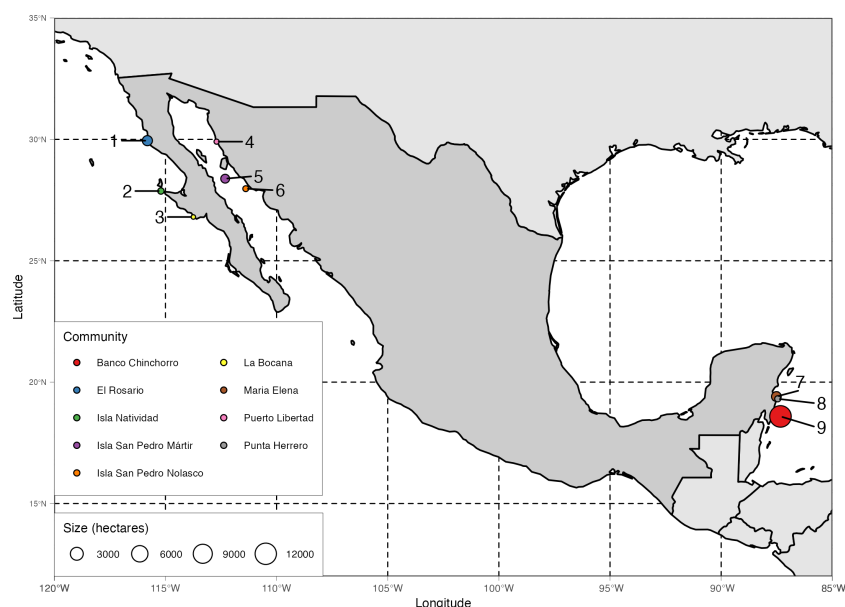 35°N
30°N
25°N
20°N
15°N
Latitude
1
2
3
4
5
6
7
8
9
Community
Banco Chinchorro
La Bocana
El Rosario
Maria Elena
Isla Natividad
Puerto Libertad
Isla San Pedro Mártir
Punta Herrero
Isla San Pedro Nolasco
Size (hectares)
3000 6000 9000 12000
120°W 115°W 110°W 105°W 100°W 95°W 90°W 85°W
Longitude